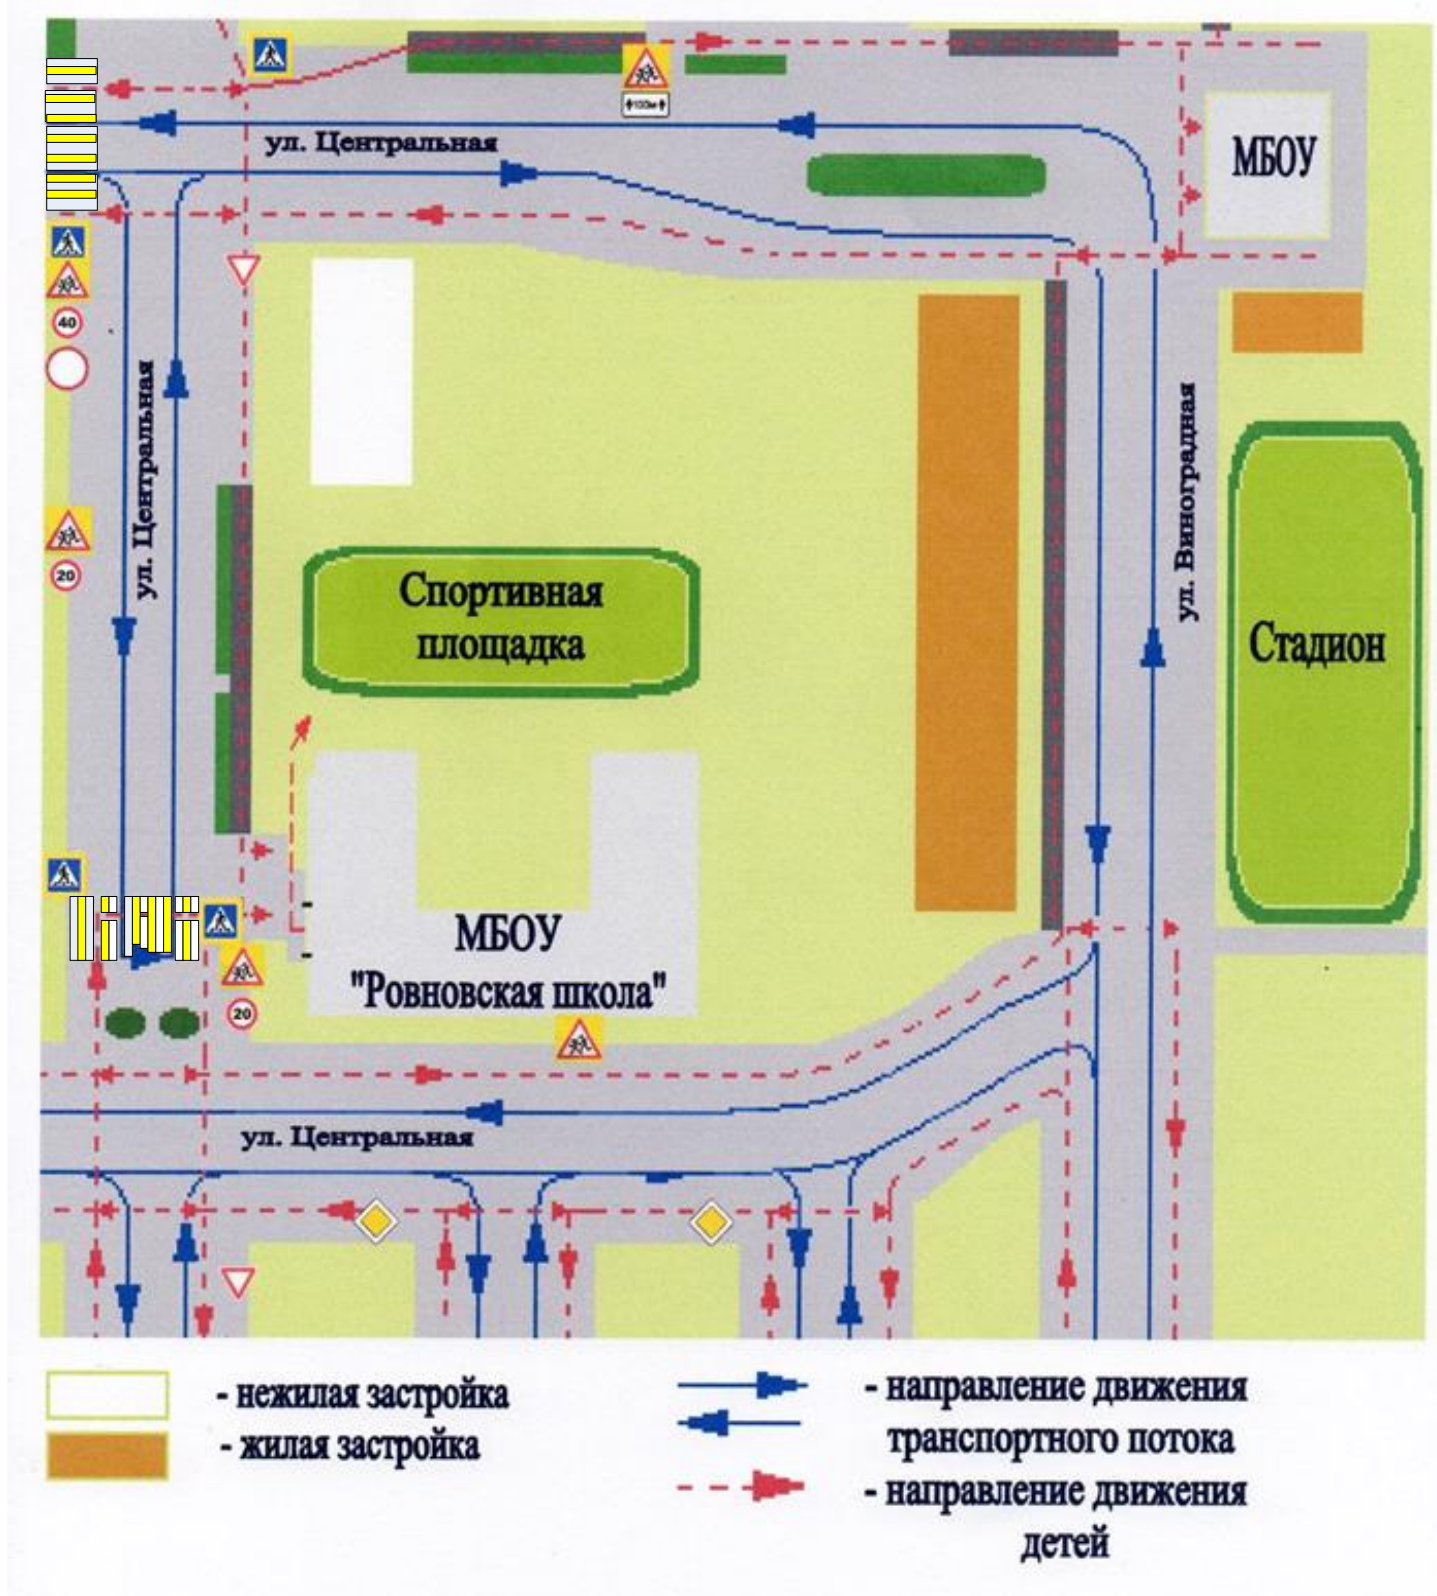 100м
ул. Центральная
МБОУ
40
ул. Центральная
20
ул. Виноградная
Спортивная
площадка
Стадион
МБОУ
"Ровновская школа"
20
ул. Центральная
- нежилая застройка
- жилая застройка
- направление движения
транспортного потока
- направление движения
детей